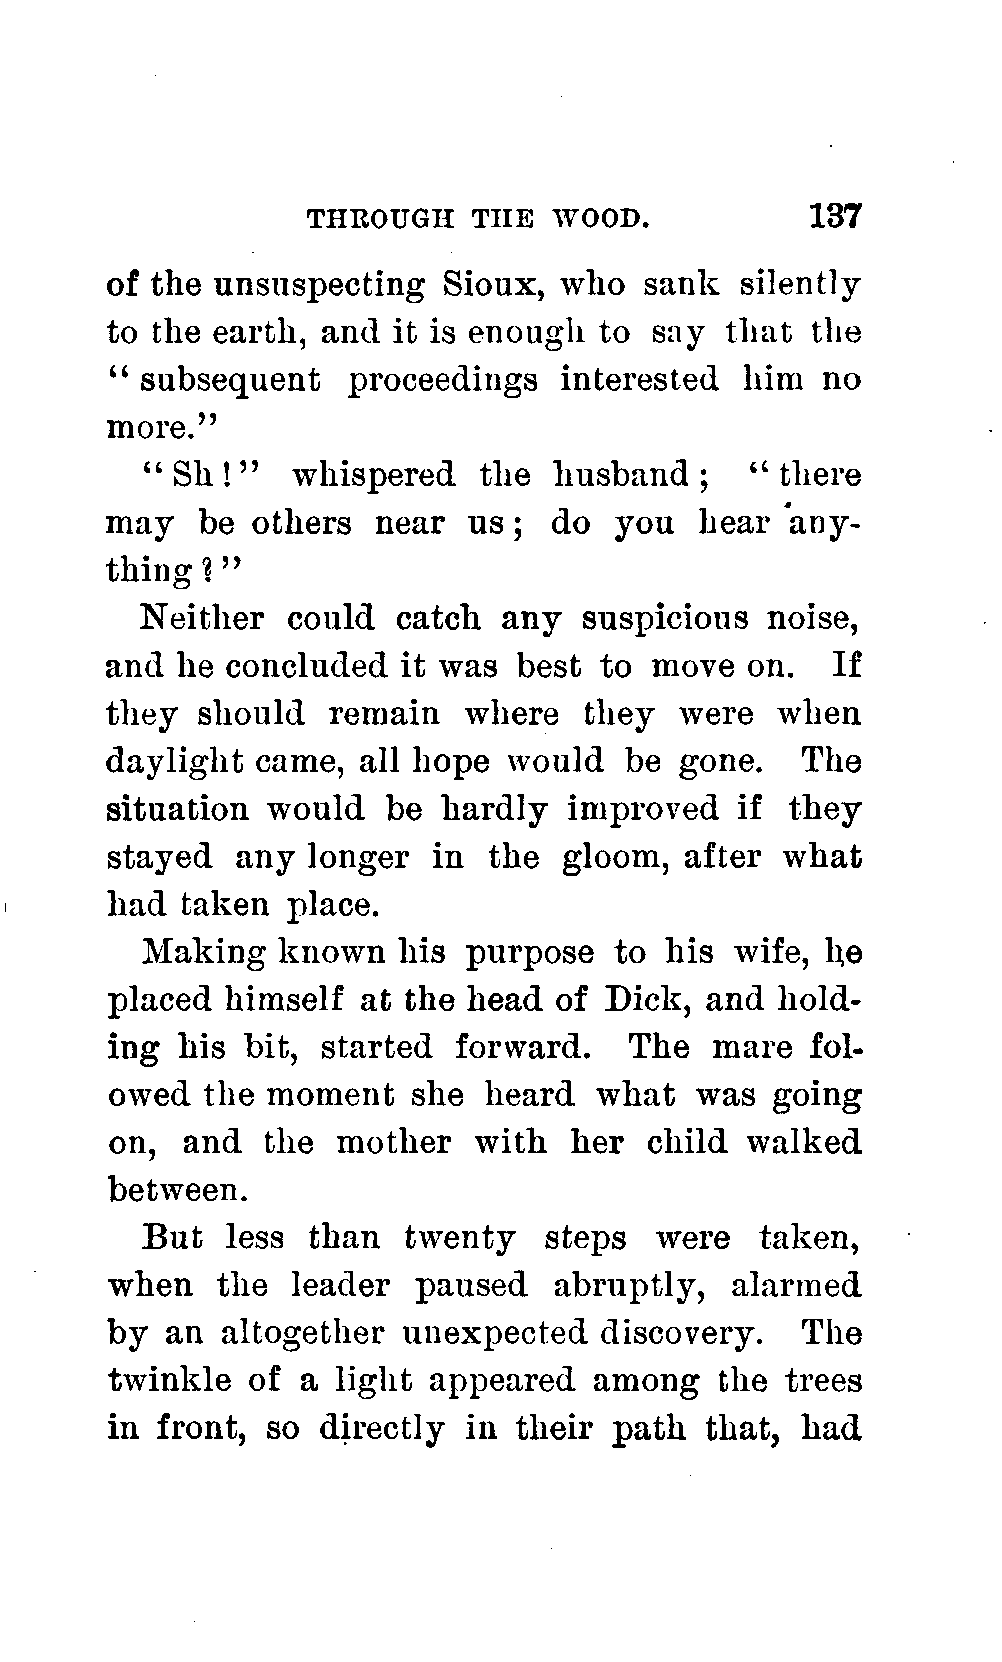 THROUGH THE WOOD. 137
of the unsuspecting Sioux, who sank silently
to the earth, and it is enough to say that the
“ subsequent proceedings interested him no
more.”
“ Sh ! ” whispered the husband ; “ there
may be others near us ; do you hear any-
thing ? ”
Neither could catch any suspicious noise,
and he concluded it was best to move on. If
they should remain where they were when
daylight came, all hope would be gone. The
situation would be hardly improved if they
stayed any longer in the gloom, after what
had taken place.
Making known his purpose to his wife, he
placed himself at the head of Dick, and hold-
ing his bit, started forward. The mare fol-
owed the moment she heard what was going
on, and the mother with her child walked
between.
But less than twenty steps were taken,
when the leader paused abruptly, alarmed
by an altogether unexpected discovery. The
twinkle of a light appeared among the trees
in front, so directly in their path that, had